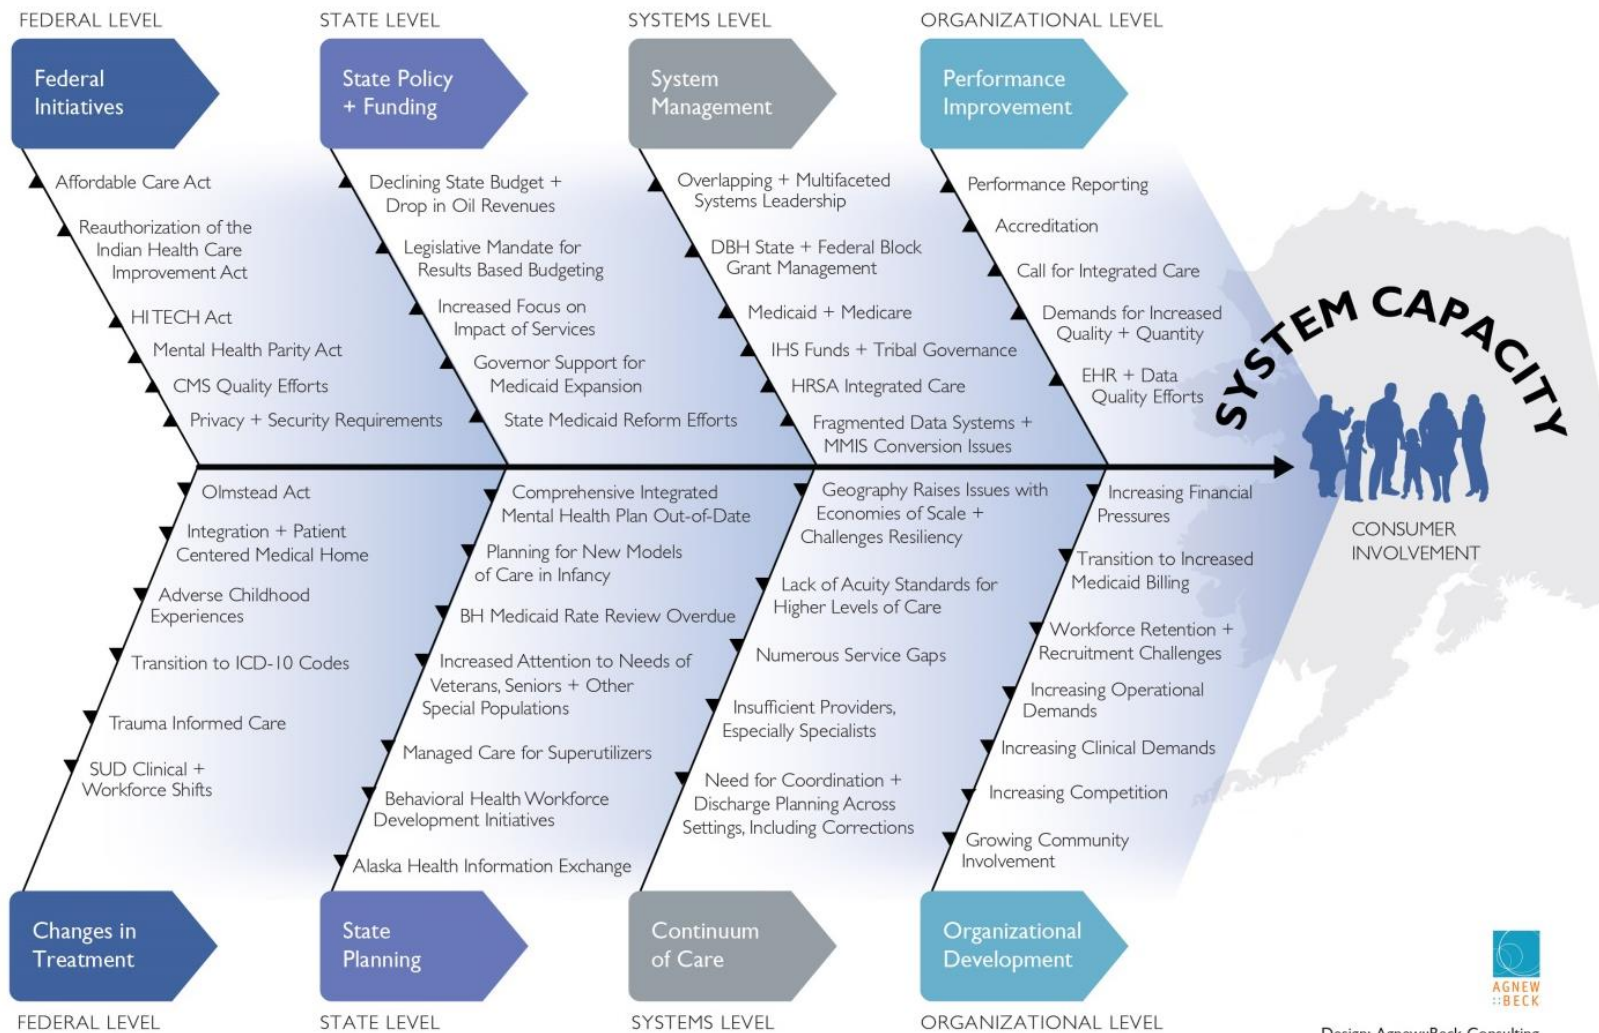 FEDERAL LEVEL
STATE LEVEL
SYSTEMS LEVEL
ORGANIZATIONAL LEVEL
Federal
Initiatives
State Policy
+ Funding
System
Management
Performance
Improvement
Affordable Care Act
Reauthorization of the
Indian Health Care
Improvement Act
HITECH Act
Mental Health Parity Act
CMS Quality Efforts
Privacy + Security Requirements
Declining State Budget +
Drop in Oil Revenues
Legislative Mandate for
Results Based Budgeting
Increased Focus on
Impact of Services
Governor Support for
Medicaid Expansion
State Medicaid Reform Efforts
Overlapping + Multifaceted
Systems Leadership
DBH State + Federal Block
Grant Management
Medicaid + Medicare
IHS Funds + Tribal Governance
HRSA Integrated Care
Fragmented Data Systems +
MMIS Conversion Issues
Performance Reporting
Accreditation
Call for Integrated Care
Demands for Increased
Quality + Quantity
EHR + Data
Quality Efforts
SYSTEM CAPACITY
CONSUMER
INVOLVEMENT
Olmstead Act
Integration + Patient
Centered Medical Home
Adverse Childhood
Experiences
Transition to ICD-10 Codes
Trauma Informed Care
SUD Clinical +
Workforce Shifts
Comprehensive Integrated
Mental Health Plan Out-of-Date
Planning for New Models
of Care in Infancy
BH Medicaid Rate Review Overdue
Increased Attention to Needs of
Veterans, Seniors + Other
Special Populations
Managed Care for Superutilizers
Behavioral Health Workforce
Development Initiatives
Alaska Health Information Exchange
Geography Raises Issues with
Economies of Scale +
Challenges Resiliency
Lack of Acuity Standards for
Higher Levels of Care
Numerous Service Gaps
Insufficient Providers,
Especially Specialists
Need for Coordination +
Discharge Planning Across
Settings, Including Corrections
Increasing Financial
Pressures
Transition to Increased
Medicaid Billing
Workforce Retention +
Recruitment Challenges
Increasing Operational
Demands
Increasing Clinical Demands
Increasing Competition
Growing Community
Involvement
Changes in
Treatment
State
Planning
Continuum
of Care
Organizational
Development
FEDERAL LEVEL
STATE LEVEL
SYSTEMS LEVEL
ORGANIZATIONAL LEVEL
AGNEW
::BECK
Design: Agnew::Beck Consulting